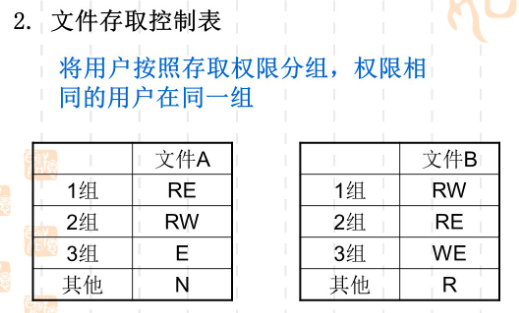 2. 文件存取控制表
将用户按照存取权限分组，权限相
同的用户在同一组
文件A
1组 RE
2组 RW
3组 E
其他 N
文件B
1组 RW
2组 RE
3组 WE
其他 R